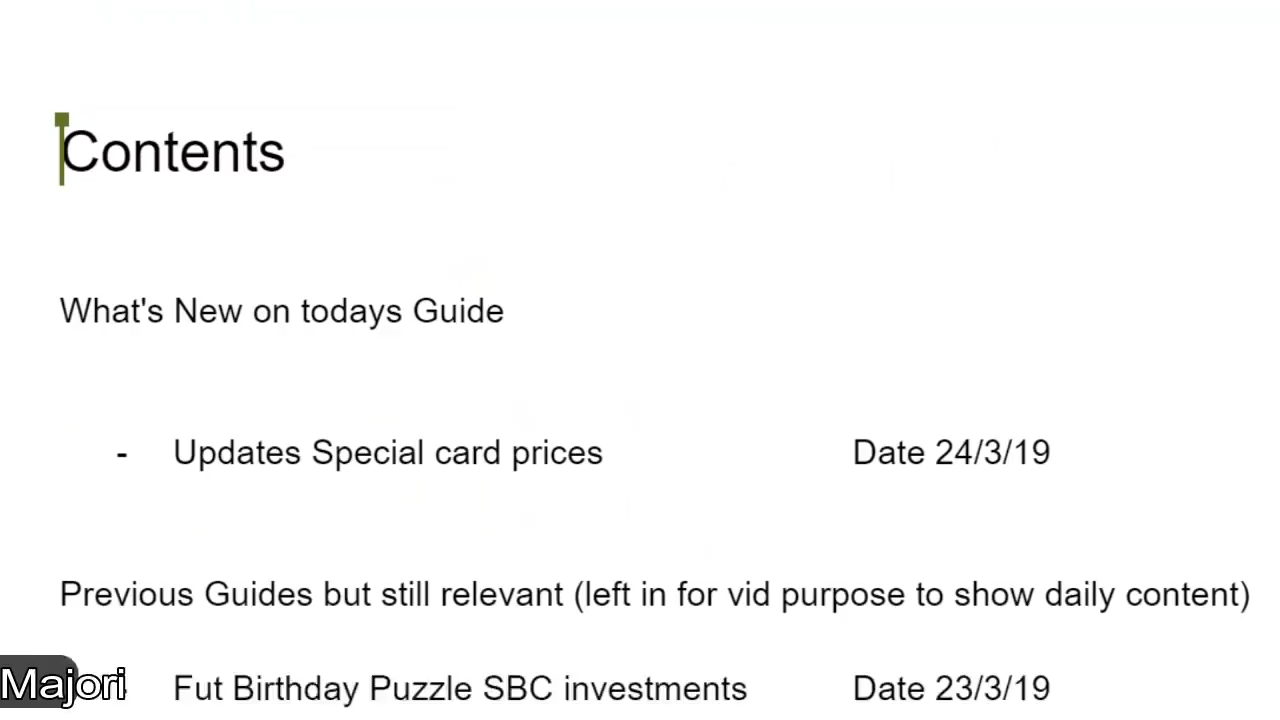 Contents
What's New on todays Guide
- Updates Special card prices Date 24/3/19
Previous Guides but still relevant (left in for vid purpose to show daily content)
- Fut Birthday Puzzle SBC investments Date 23/3/19
Majori